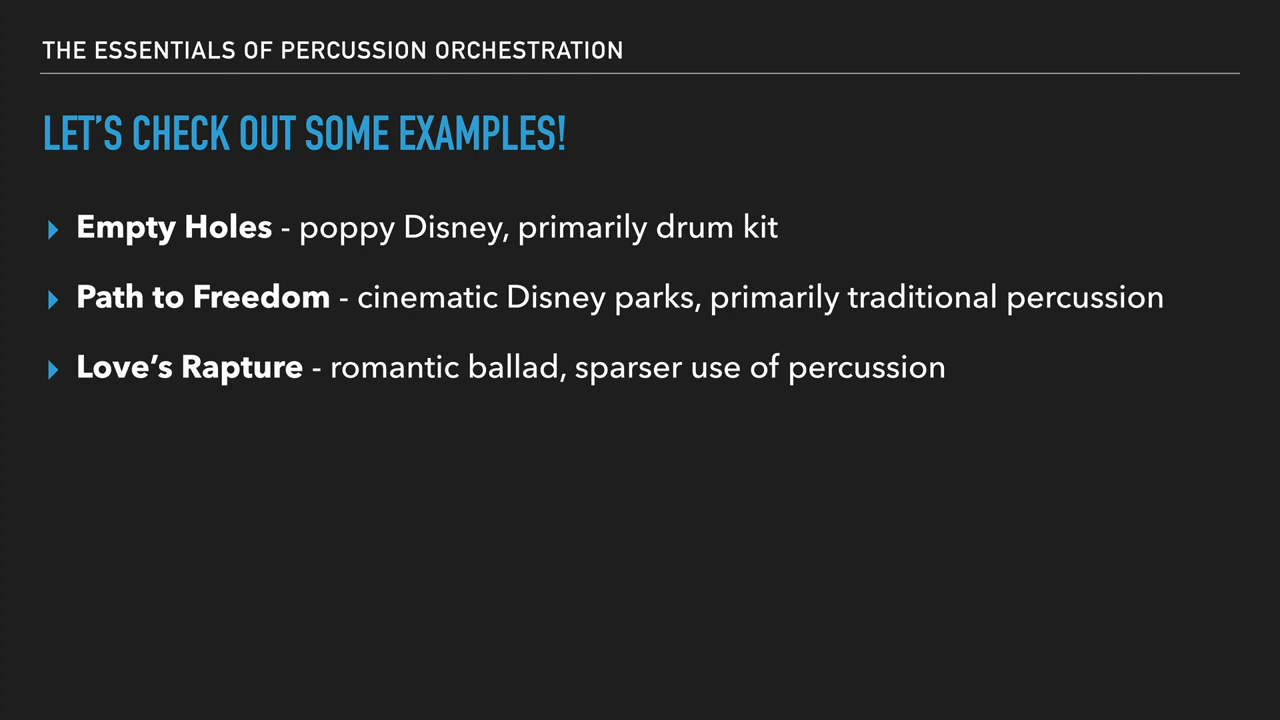 THE ESSENTIALS OF PERCUSSION ORCHESTRATION
LET'S CHECK OUT SOME EXAMPLES!
▸ Empty Holes - poppy Disney, primarily drum kit
▸ Path to Freedom - cinematic Disney parks, primarily traditional percussion
▸ Love's Rapture - romantic ballad, sparser use of percussion